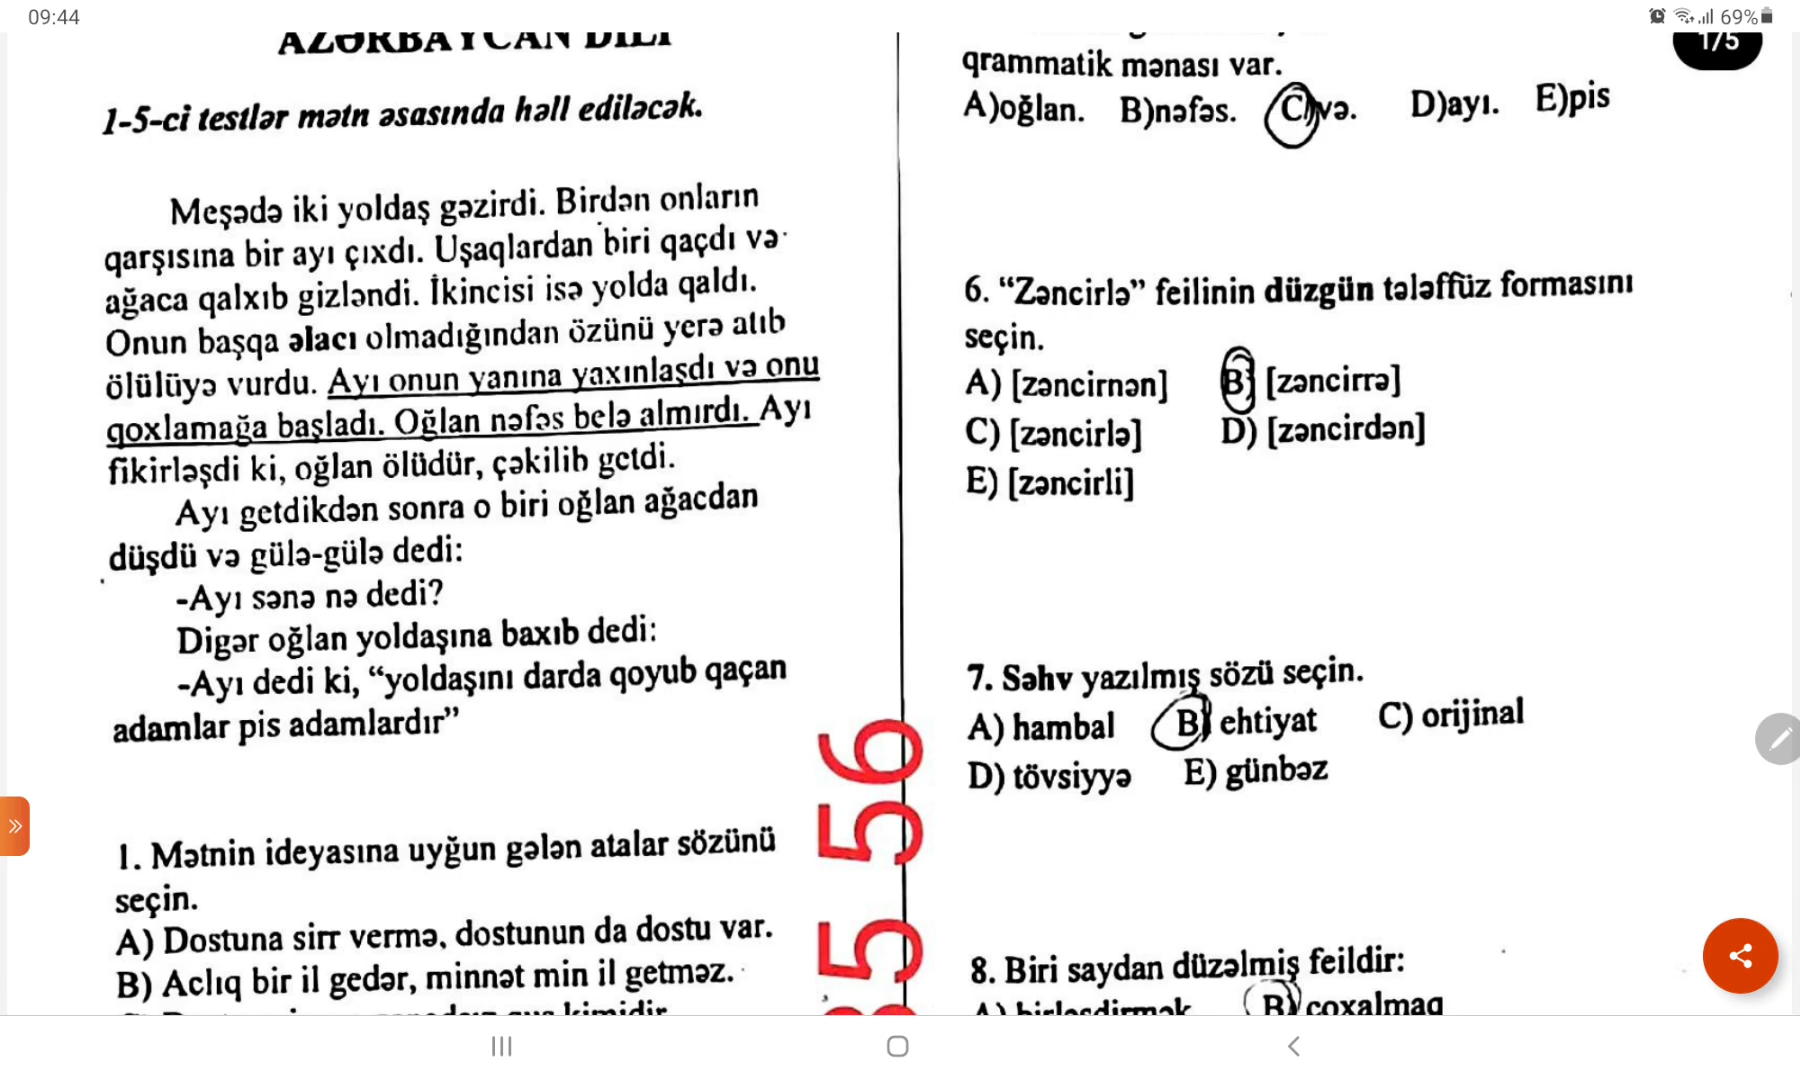 09:44
69%
1/5
AZƏRBAYCAN DİLİ
1-5-ci testlər mətn əsasında həll ediləcək.
Meşədə iki yoldaş gəzirdi. Birdən onların
qarşısına bir ayı çıxdı. Uşaqlardan biri qaçdı və
ağaca qalxıb gizləndi. İkincisi isə yolda qaldı.
Onun başqa əlacı olmadığından özünü yerə atıb
ölülüyə vurdu. Ayı onun yanına yaxınlaşdı və onu
qoxlamağa başladı. Oğlan nəfəs belə almırdı. Ayı
fikirləşdi ki, oğlan ölüdür, çəkilib getdi.
Ayı getdikdən sonra o biri oğlan ağacdan
düşdü və gülə-gülə dedi:
-Ayı sənə nə dedi?
Digər oğlan yoldaşına baxıb dedi:
-Ayı dedi ki, “yoldaşını darda qoyub qaçan
adamlar pis adamlardır”
1. Mətnin ideyasına uyğun gələn atalar sözünü
seçin.
A) Dostuna sirr vermə, dostunun da dostu var.
B) Aclıq bir il gedər, minnət min il getməz.
qrammatik mənası var.
A)oğlan. B)nəfəs. C)və. D)ayı. E)pis
6. “Zəncirlə” feilinin düzgün tələffüz formasını
seçin.
A) [zəncirnən] B) [zəncirrə]
C) [zəncirlə] D) [zəncirdən]
E) [zəncirli]
7. Səhv yazılmış sözü seçin.
A) hambal B) ehtiyat C) orijinal
D) tövsiyyə E) günbəz
8. Biri saydan düzəlmiş feildir:
A) birləşdirmək B) çoxalmaq
5 56